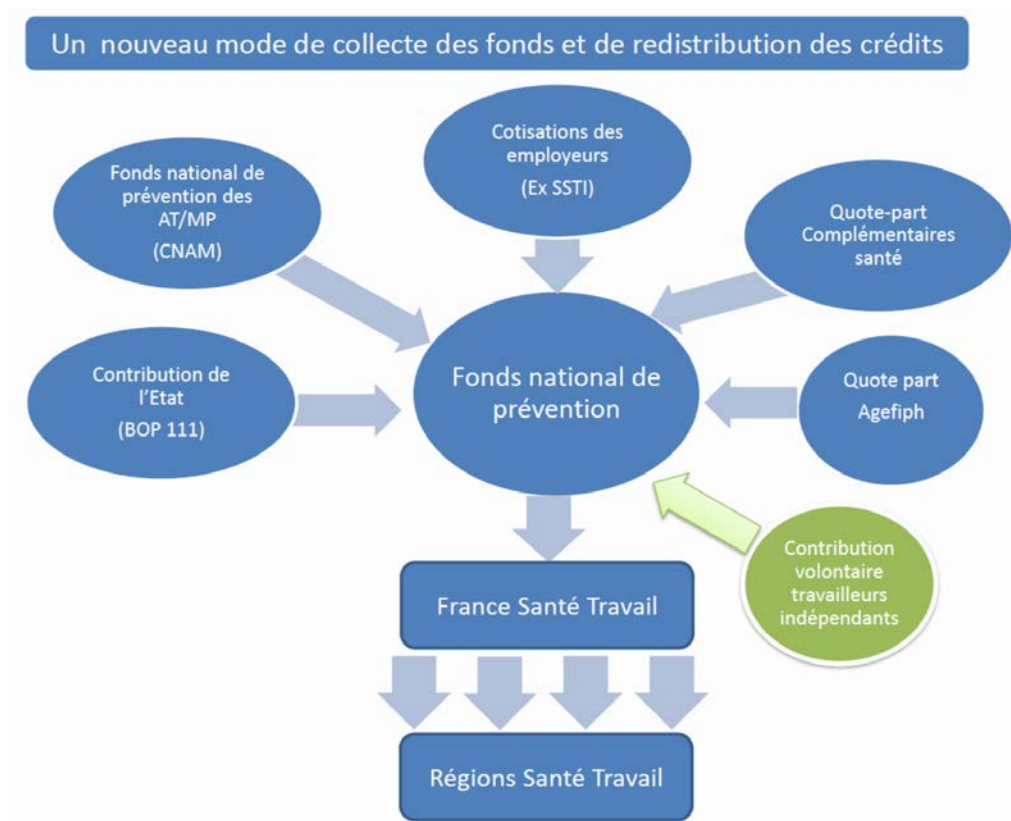 Un nouveau mode de collecte des fonds et de redistribution des crédits
Cotisations des
employeurs
(Ex SSTI)
Fonds national de
prévention des
AT/MP
(CNAM)
Quote-part
Complémentaires
santé
Contribution de
l'Etat
(BOP 111)
Fonds national de
prévention
Quote part
Agefiph
Contribution
volontaire
travailleurs
indépendants
France Santé Travail
Régions Santé Travail